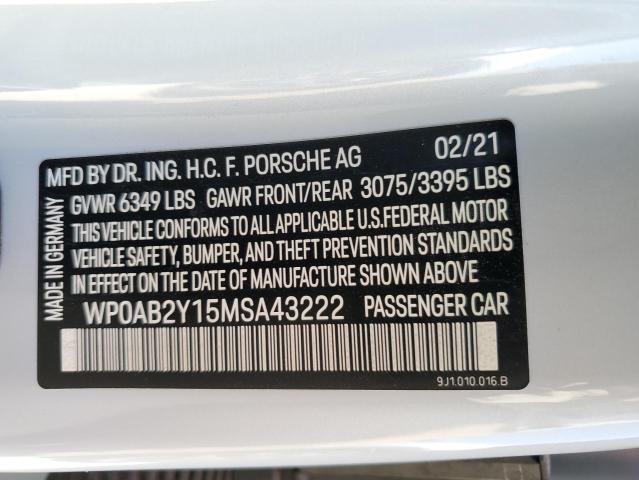 MFD BY DR. ING. H.C. F. PORSCHE AG 02/21
GVWR 6349 LBS GAWR FRONT/REAR 3075/3395 LBS
THIS VEHICLE CONFORMS TO ALL APPLICABLE U.S.FEDERAL MOTOR
VEHICLE SAFETY, BUMPER, AND THEFT PREVENTION STANDARDS
IN EFFECT ON THE DATE OF MANUFACTURE SHOWN ABOVE
WP0AB2Y15MSA43222 PASSENGER CAR
9J1.010.016.B
MADE IN GERMANY